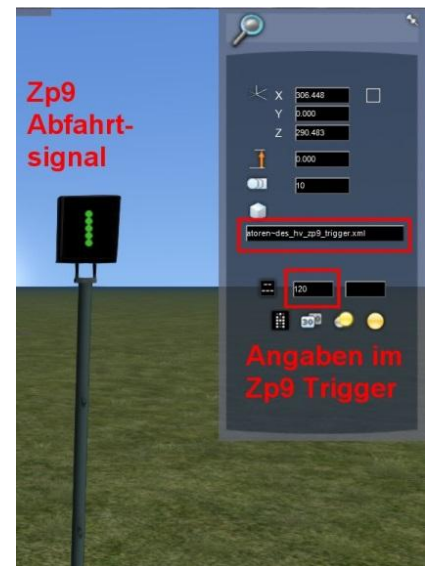 Zp9
Abfahrt-
signal
X 306.448
Y 0.000
Z 290.483
0.000
10
atoren~des_hv_zp9_trigger.xml
120
30
Angaben im
Zp9 Trigger